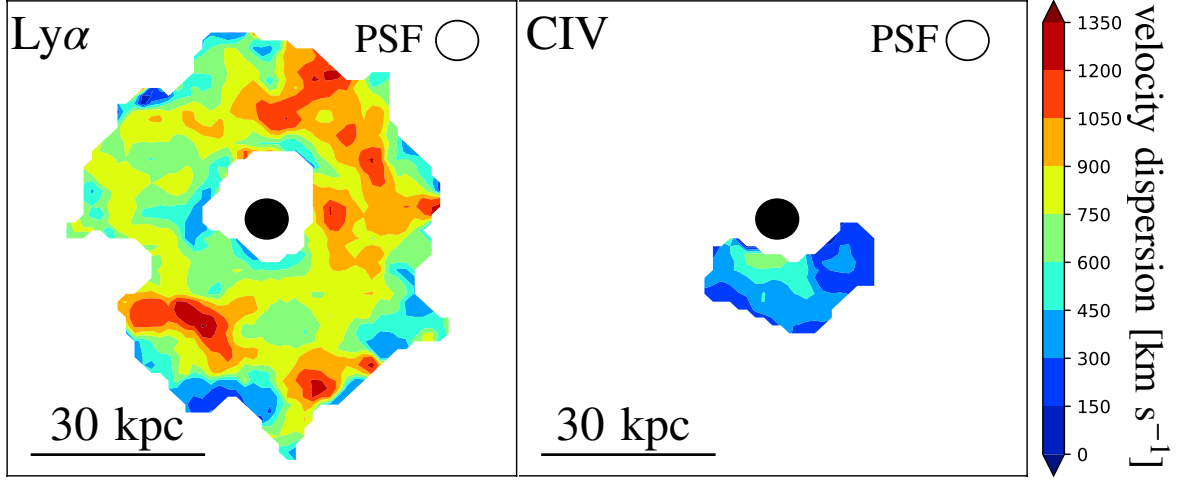 Lyα
PSF
30 kpc
CIV
PSF
30 kpc
1350
1200
1050
900
750
600
450
300
150
0
velocity dispersion [km s⁻¹]